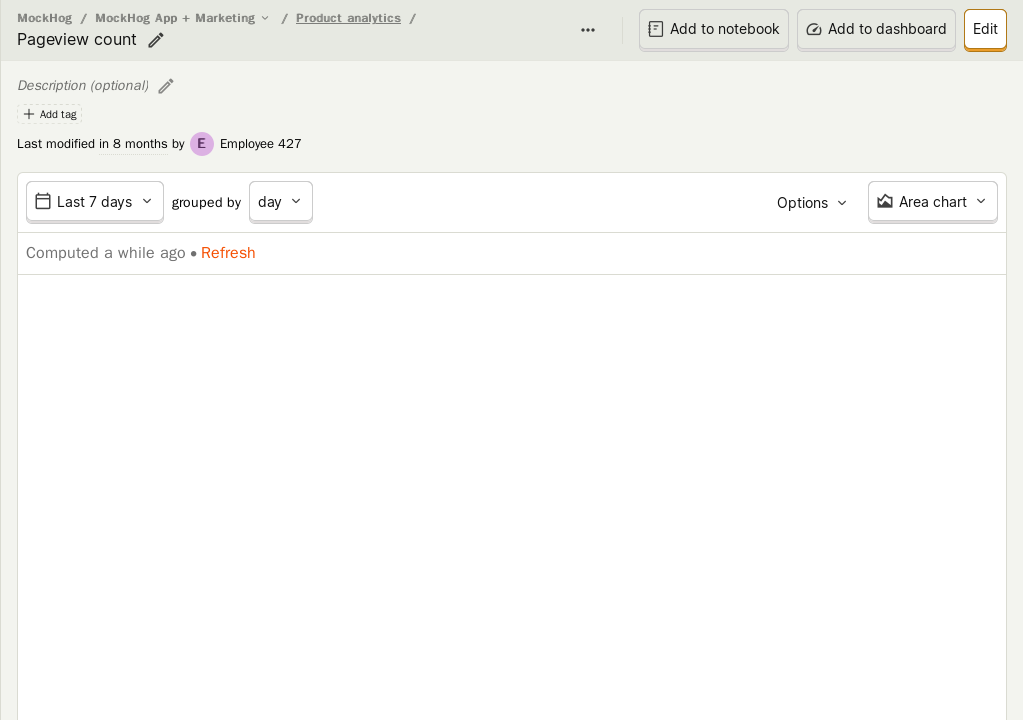 MockHog / MockHog App + Marketing / Product analytics /
Pageview count
Add to notebook
Add to dashboard
Edit
Description (optional)
Add tag
Last modified in 8 months by E Employee 427
Last 7 days grouped by day
Options
Area chart
Computed a while ago • Refresh